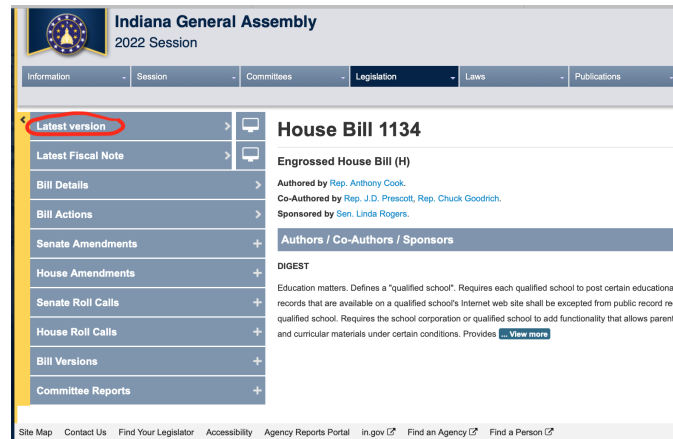 Indiana General Assembly
2022 Session
Information
Session
Committees
Legislation
Laws
Publications
Latest version
Latest Fiscal Note
Bill Details
Bill Actions
Senate Amendments
House Amendments
Senate Roll Calls
House Roll Calls
Bill Versions
Committee Reports
House Bill 1134
Engrossed House Bill (H)
Authored by Rep. Anthony Cook.
Co-Authored by Rep. J.D. Prescott, Rep. Chuck Goodrich.
Sponsored by Sen. Linda Rogers.
Authors / Co-Authors / Sponsors
DIGEST
Education matters. Defines a "qualified school". Requires each qualified school to post certain educationa
records that are available on a qualified school's Internet web site shall be excepted from public record re
qualified school. Requires the school corporation or qualified school to add functionality that allows paren
and curricular materials under certain conditions. Provides ... View more
Site Map Contact Us Find Your Legislator Accessibility Agency Reports Portal in.gov Find an Agency Find a Person